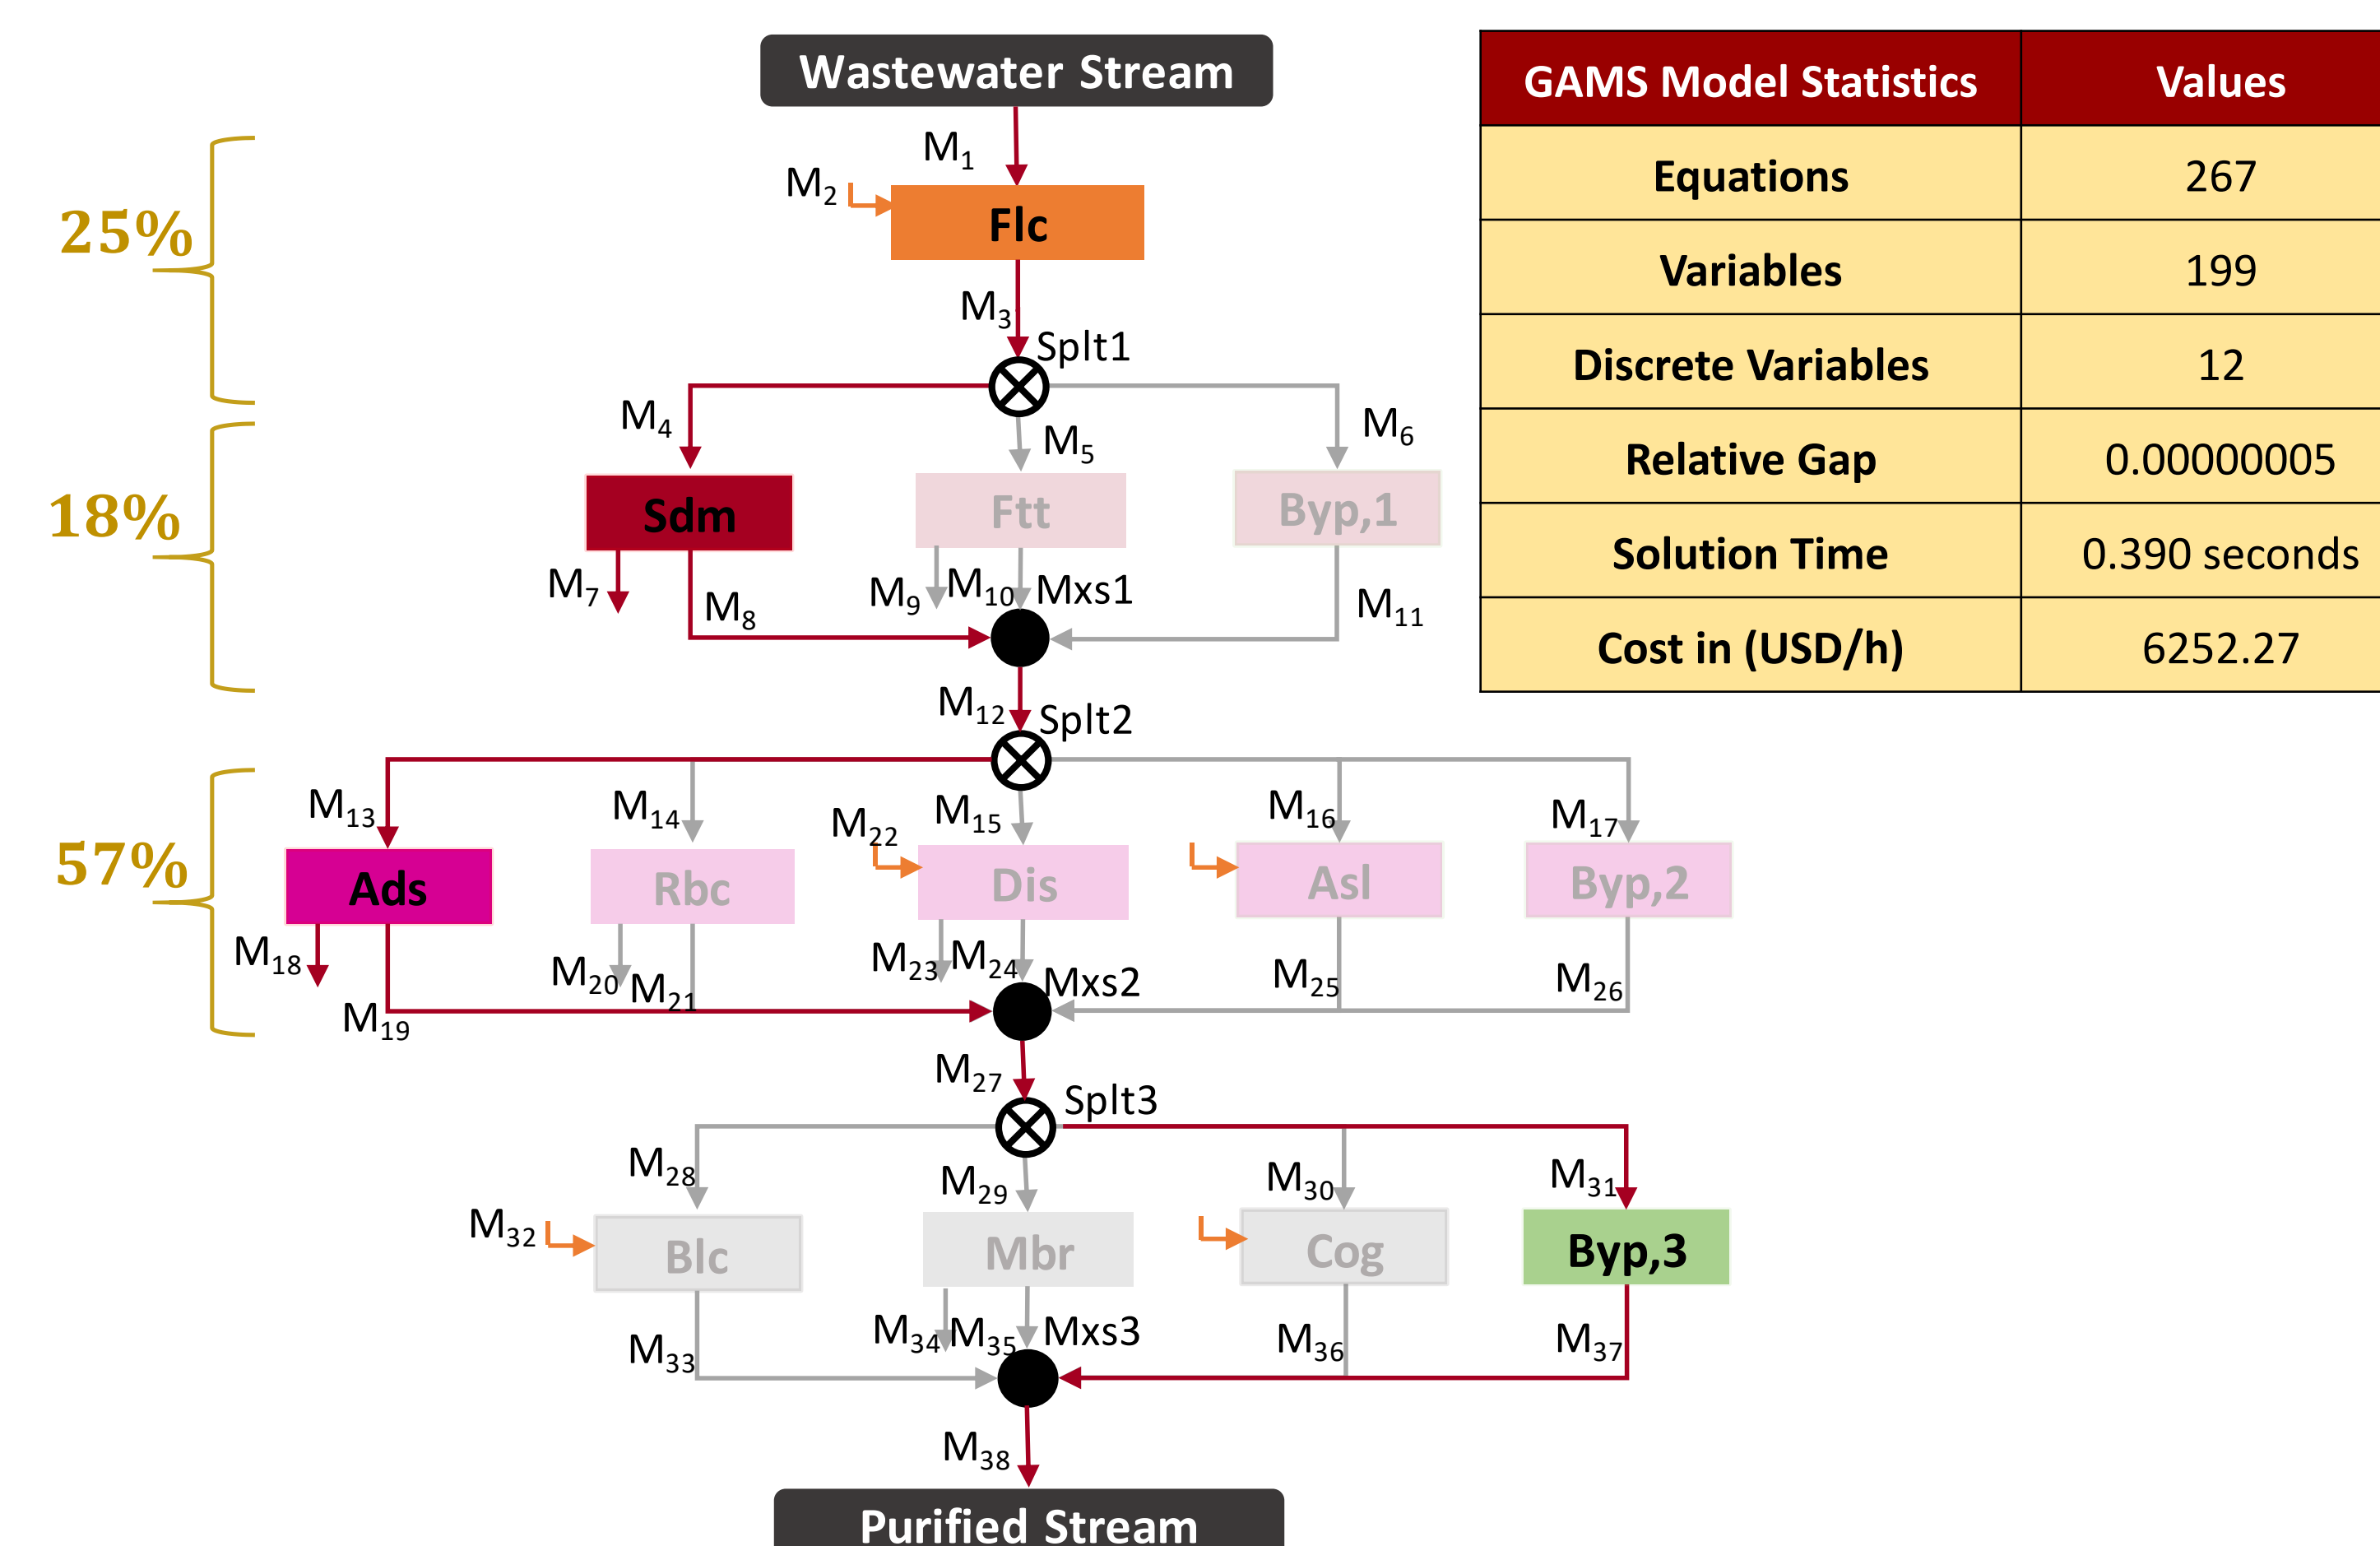 Wastewater Stream
GAMS Model Statistics Values
Equations 267
Variables 199
Discrete Variables 12
Relative Gap 0.00000005
Solution Time 0.390 seconds
Cost in (USD/h) 6252.27
M1
M2
Flc
25%
M3
Splt1
M4
M5
M6
18%
Sdm
Ftt
Byp,1
M7
M8
M9
M10
Mxs1
M11
M12
Splt2
M13
M14
M22
M15
M16
M17
57%
Ads
Rbc
Dis
Asl
Byp,2
M18
M20
M21
M23
M24
Mxs2
M25
M26
M19
M27
Splt3
M28
M29
M30
M31
M32
Blc
Mbr
Cog
Byp,3
M33
M34
M35
Mxs3
M36
M37
M38
Purified Stream